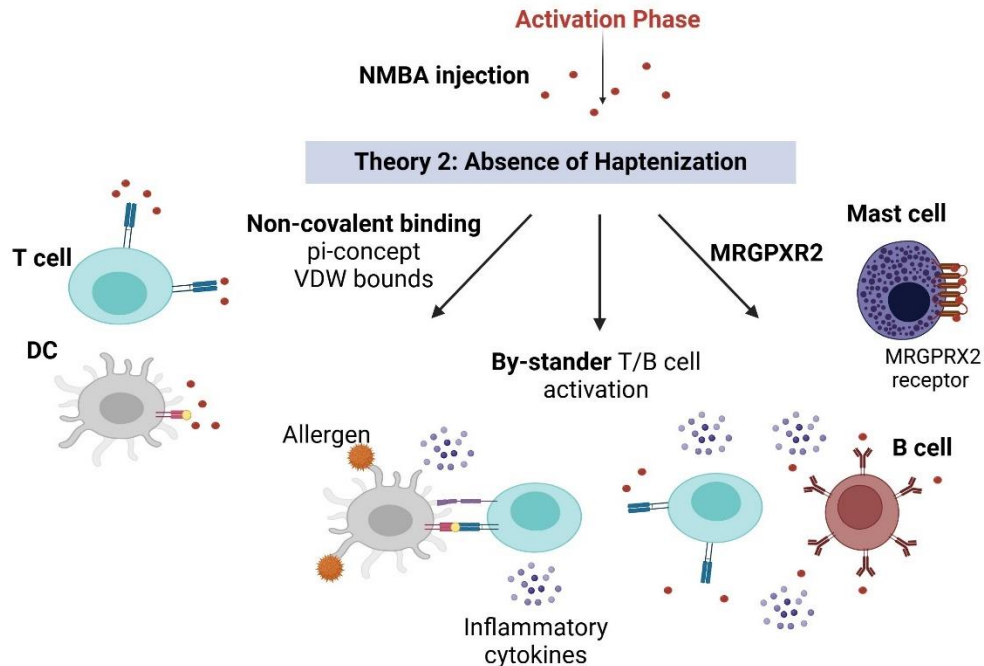 Activation Phase
NMBA injection
Theory 2: Absence of Haptenization
Non-covalent binding
pi-concept
VDW bounds
MRGPXR2
Mast cell
T cell
DC
MRGPRX2
receptor
By-stander T/B cell
activation
Allergen
B cell
Inflammatory
cytokines